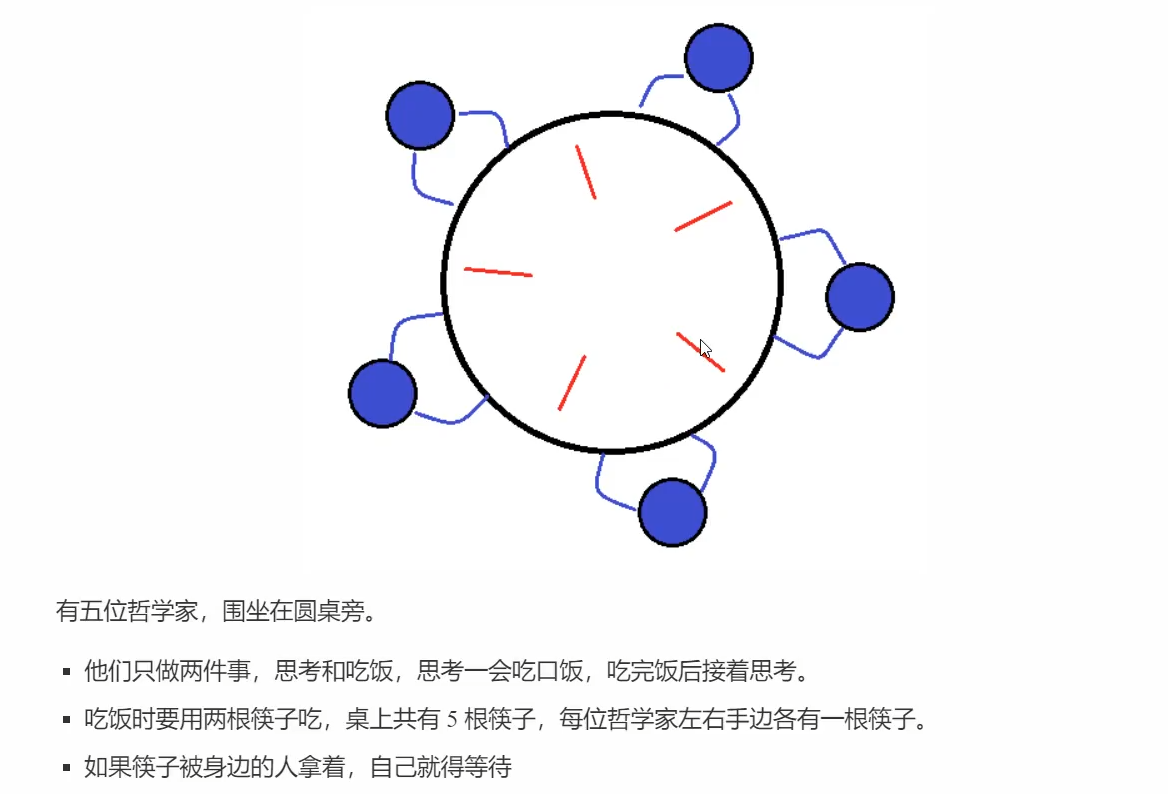 有五位哲学家，围坐在圆桌旁。
▪ 他们只做两件事，思考和吃饭，思考一会吃口饭，吃完饭后接着思考。
▪ 吃饭时要用两根筷子吃，桌上共有 5 根筷子，每位哲学家左右手边各有一根筷子。
▪ 如果筷子被身边的人拿着，自己就得等待